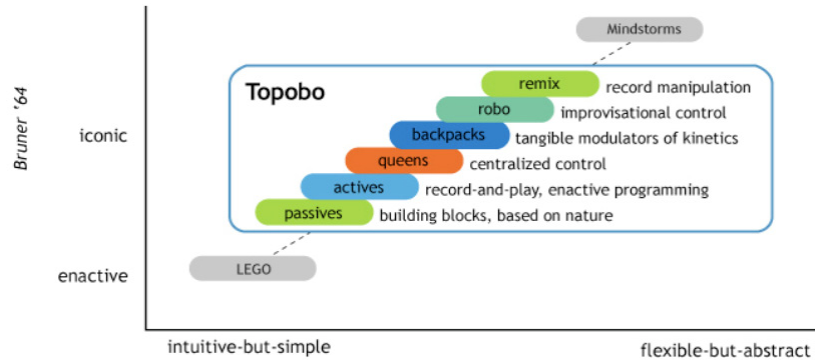 Mindstorms
Topobo
remix record manipulation
robo improvisational control
backpacks tangible modulators of kinetics
queens centralized control
actives record-and-play, enactive programming
passives building blocks, based on nature
LEGO
Bruner '64
iconic
enactive
intuitive-but-simple
flexible-but-abstract